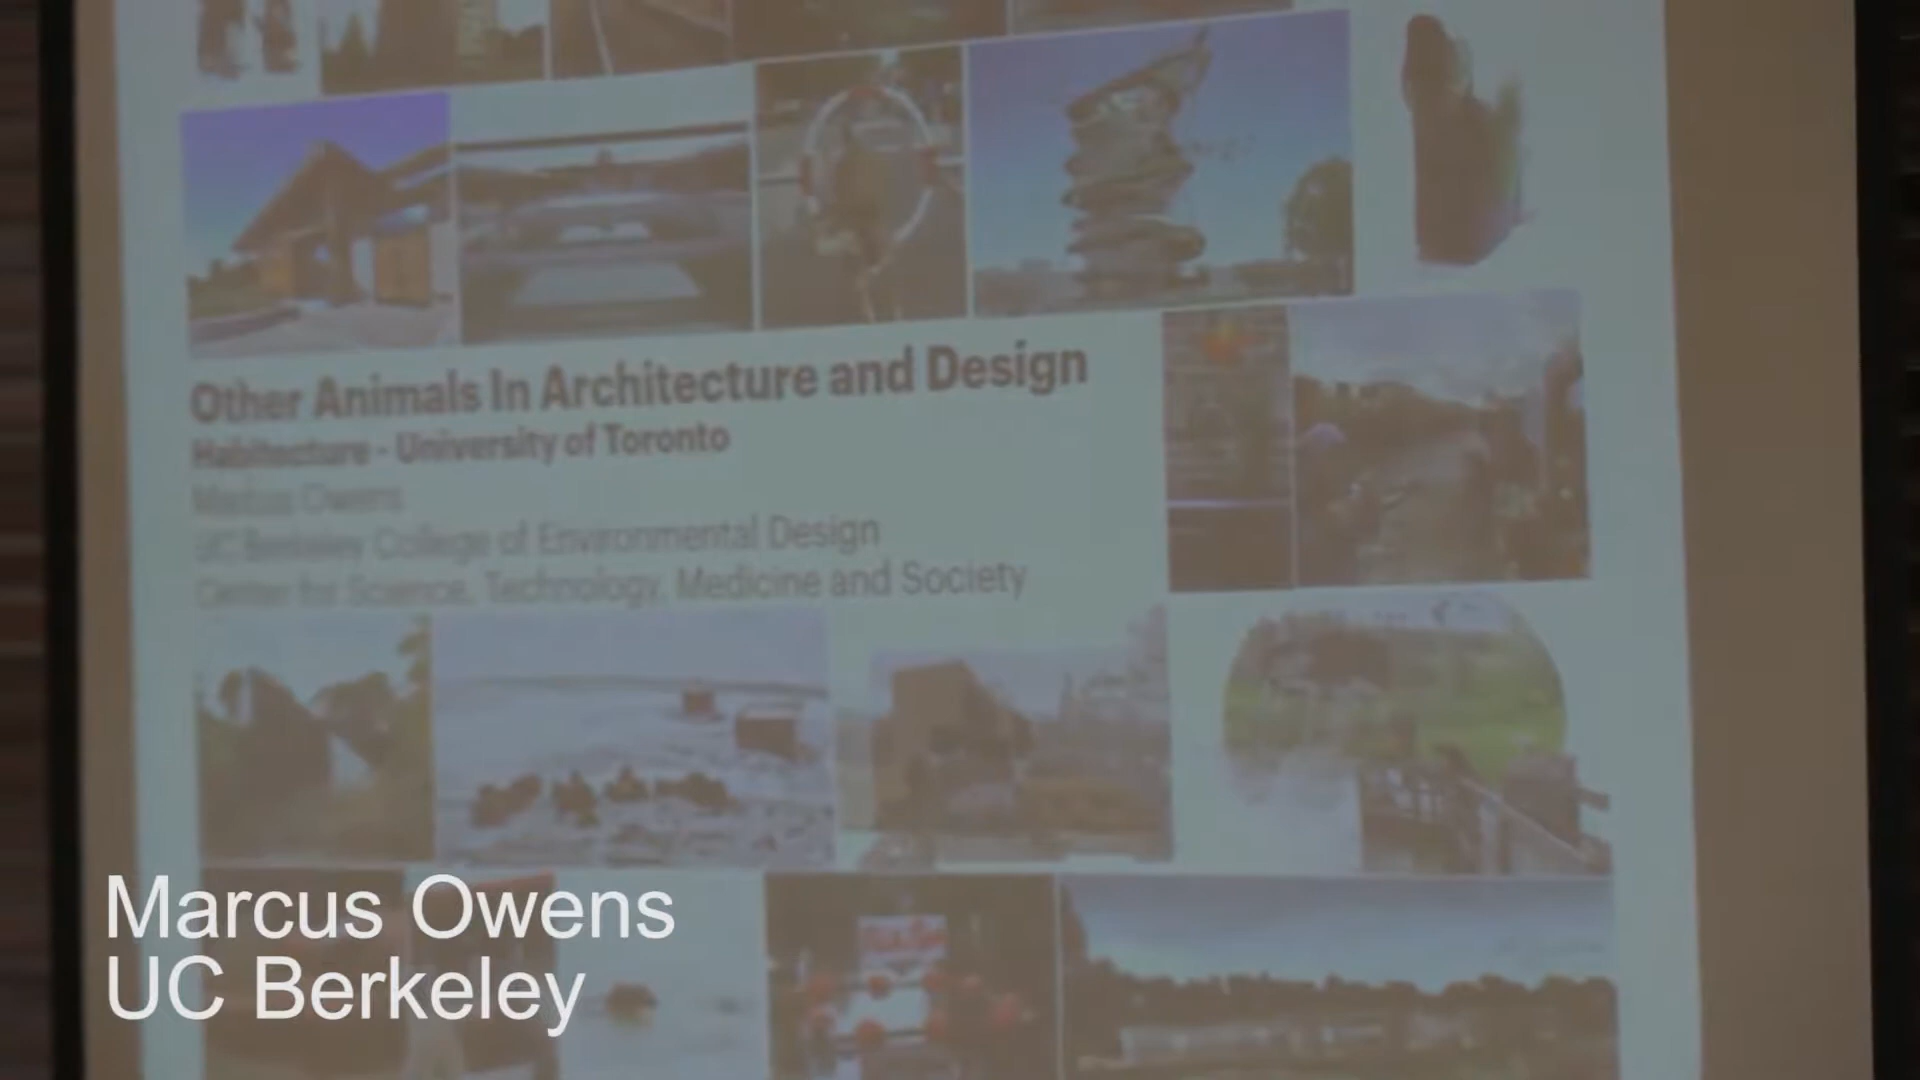 Other Animals In Architecture and Design
Habitecture - University of Toronto
Marcus Owens
UC Berkeley College of Environmental Design
Center for Science, Technology, Medicine and Society
Marcus Owens
UC Berkeley